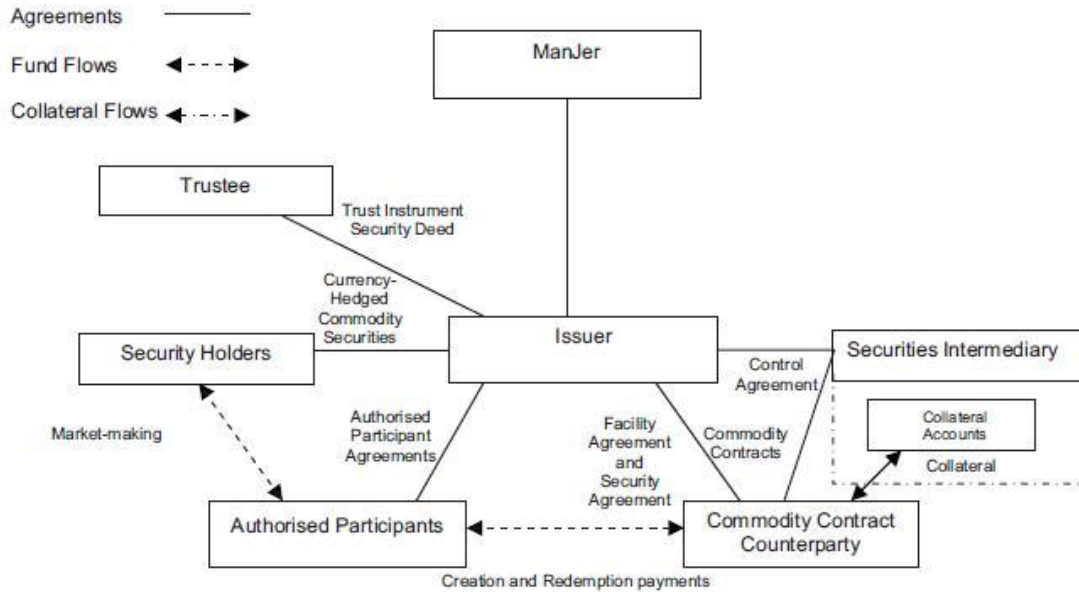 Agreements
Fund Flows
Collateral Flows
ManJer
Trustee
Trust Instrument
Security Deed
Currency-
Hedged
Commodity
Securities
Issuer
Security Holders
Securities Intermediary
Control
Agreement
Collateral
Accounts
Collateral
Market-making
Authorised
Participant
Agreements
Facility
Agreement
and
Security
Agreement
Commodity
Contracts
Authorised Participants
Commodity Contract
Counterparty
Creation and Redemption payments